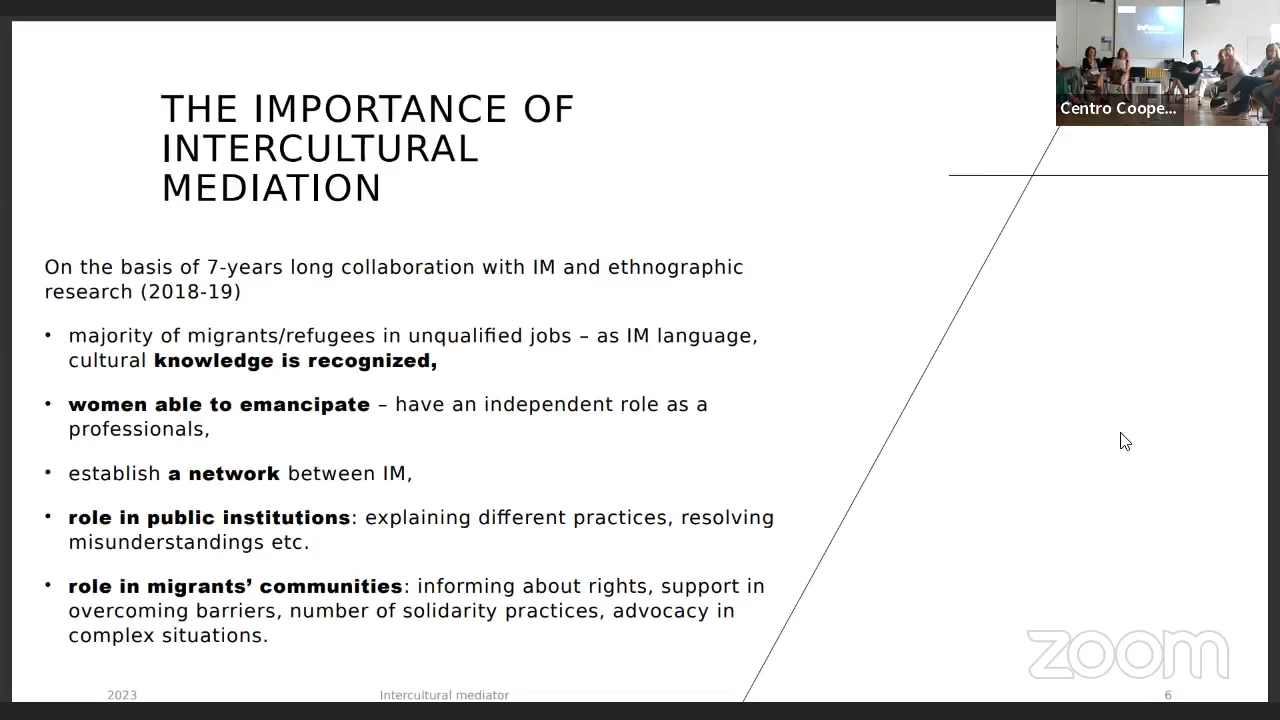 Centro Coope...
THE IMPORTANCE OF
INTERCULTURAL
MEDIATION
On the basis of 7-years long collaboration with IM and ethnographic
research (2018-19)
• majority of migrants/refugees in unqualified jobs – as IM language,
cultural knowledge is recognized,
• women able to emancipate – have an independent role as a
professionals,
• establish a network between IM,
• role in public institutions: explaining different practices, resolving
misunderstandings etc.
• role in migrants’ communities: informing about rights, support in
overcoming barriers, number of solidarity practices, advocacy in
complex situations.
zoom
2023
Intercultural mediator
6